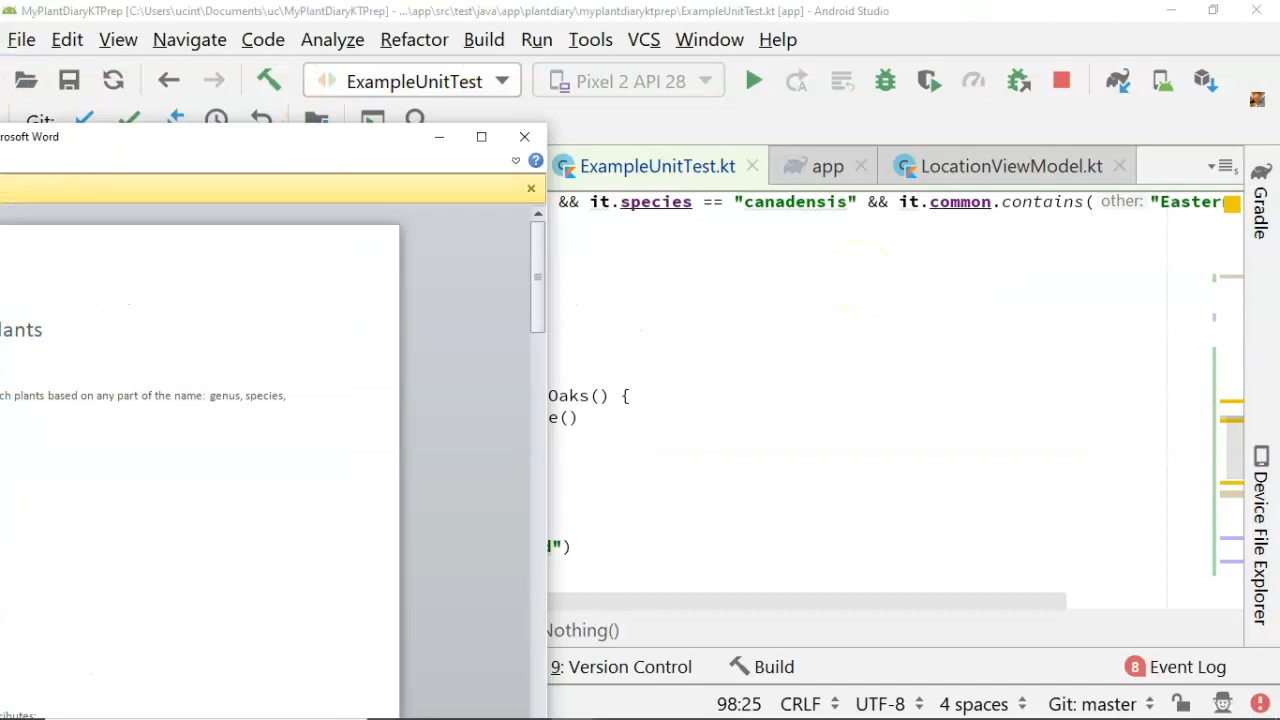 MyPlantDiaryKTPrep [C:\Users\ucint\Documents\uc\MyPlantDiaryKTPrep] - ...\app\src\test\java\app\plantdiary\myplantdiaryktprep\ExampleUnitTest.kt [app] - Android Studio
File Edit View Navigate Code Analyze Refactor Build Run Tools VCS Window Help
ExampleUnitTest Pixel 2 API 28
Git:
rosoft Word
ExampleUnitTest.kt app LocationViewModel.kt
&& it.species == "canadensis" && it.common.contains( other: "Easter
Gradle
lants
ch plants based on any part of the name: genus, species,
Oaks() {
e()
d")
Device File Explorer
Nothing()
9: Version Control Build 8 Event Log
98:25 CRLF UTF-8 4 spaces Git: master
ributes: